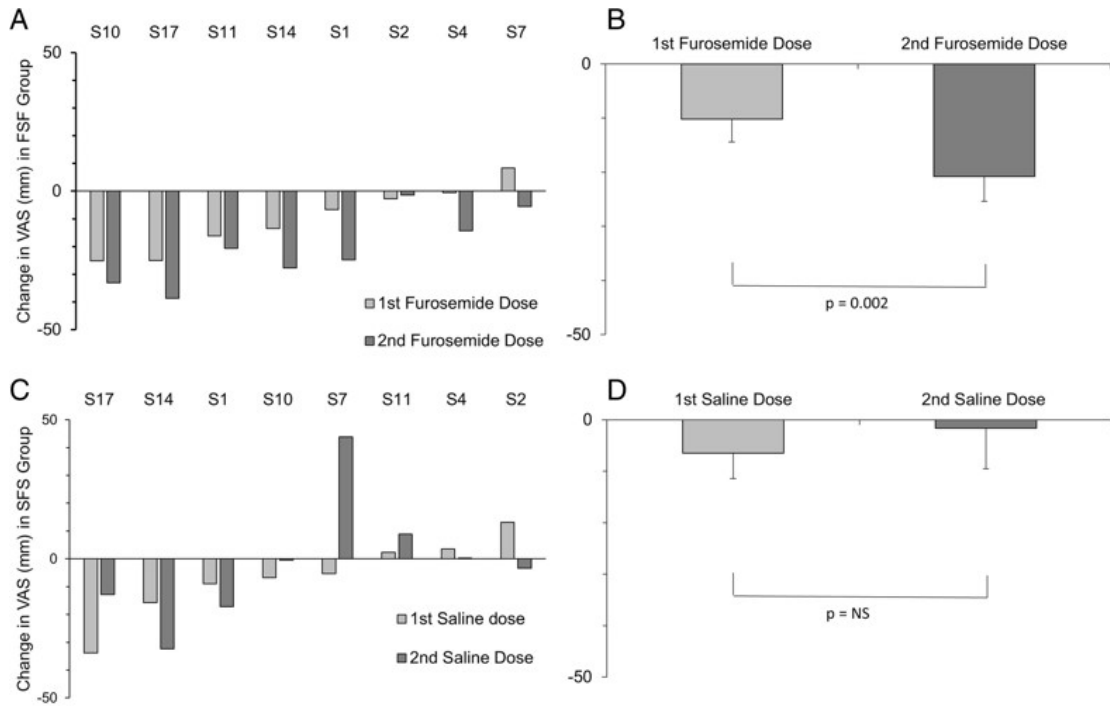 A
S10 S17 S11 S14 S1 S2 S4 S7
50
0
-50
Change in VAS (mm) in FSF Group
1st Furosemide Dose
2nd Furosemide Dose
B
1st Furosemide Dose 2nd Furosemide Dose
0
-50
p = 0.002
C
S17 S14 S1 S10 S7 S11 S4 S2
50
0
-50
Change in VAS (mm) in SFS Group
1st Saline dose
2nd Saline Dose
D
1st Saline Dose 2nd Saline Dose
0
-50
p = NS